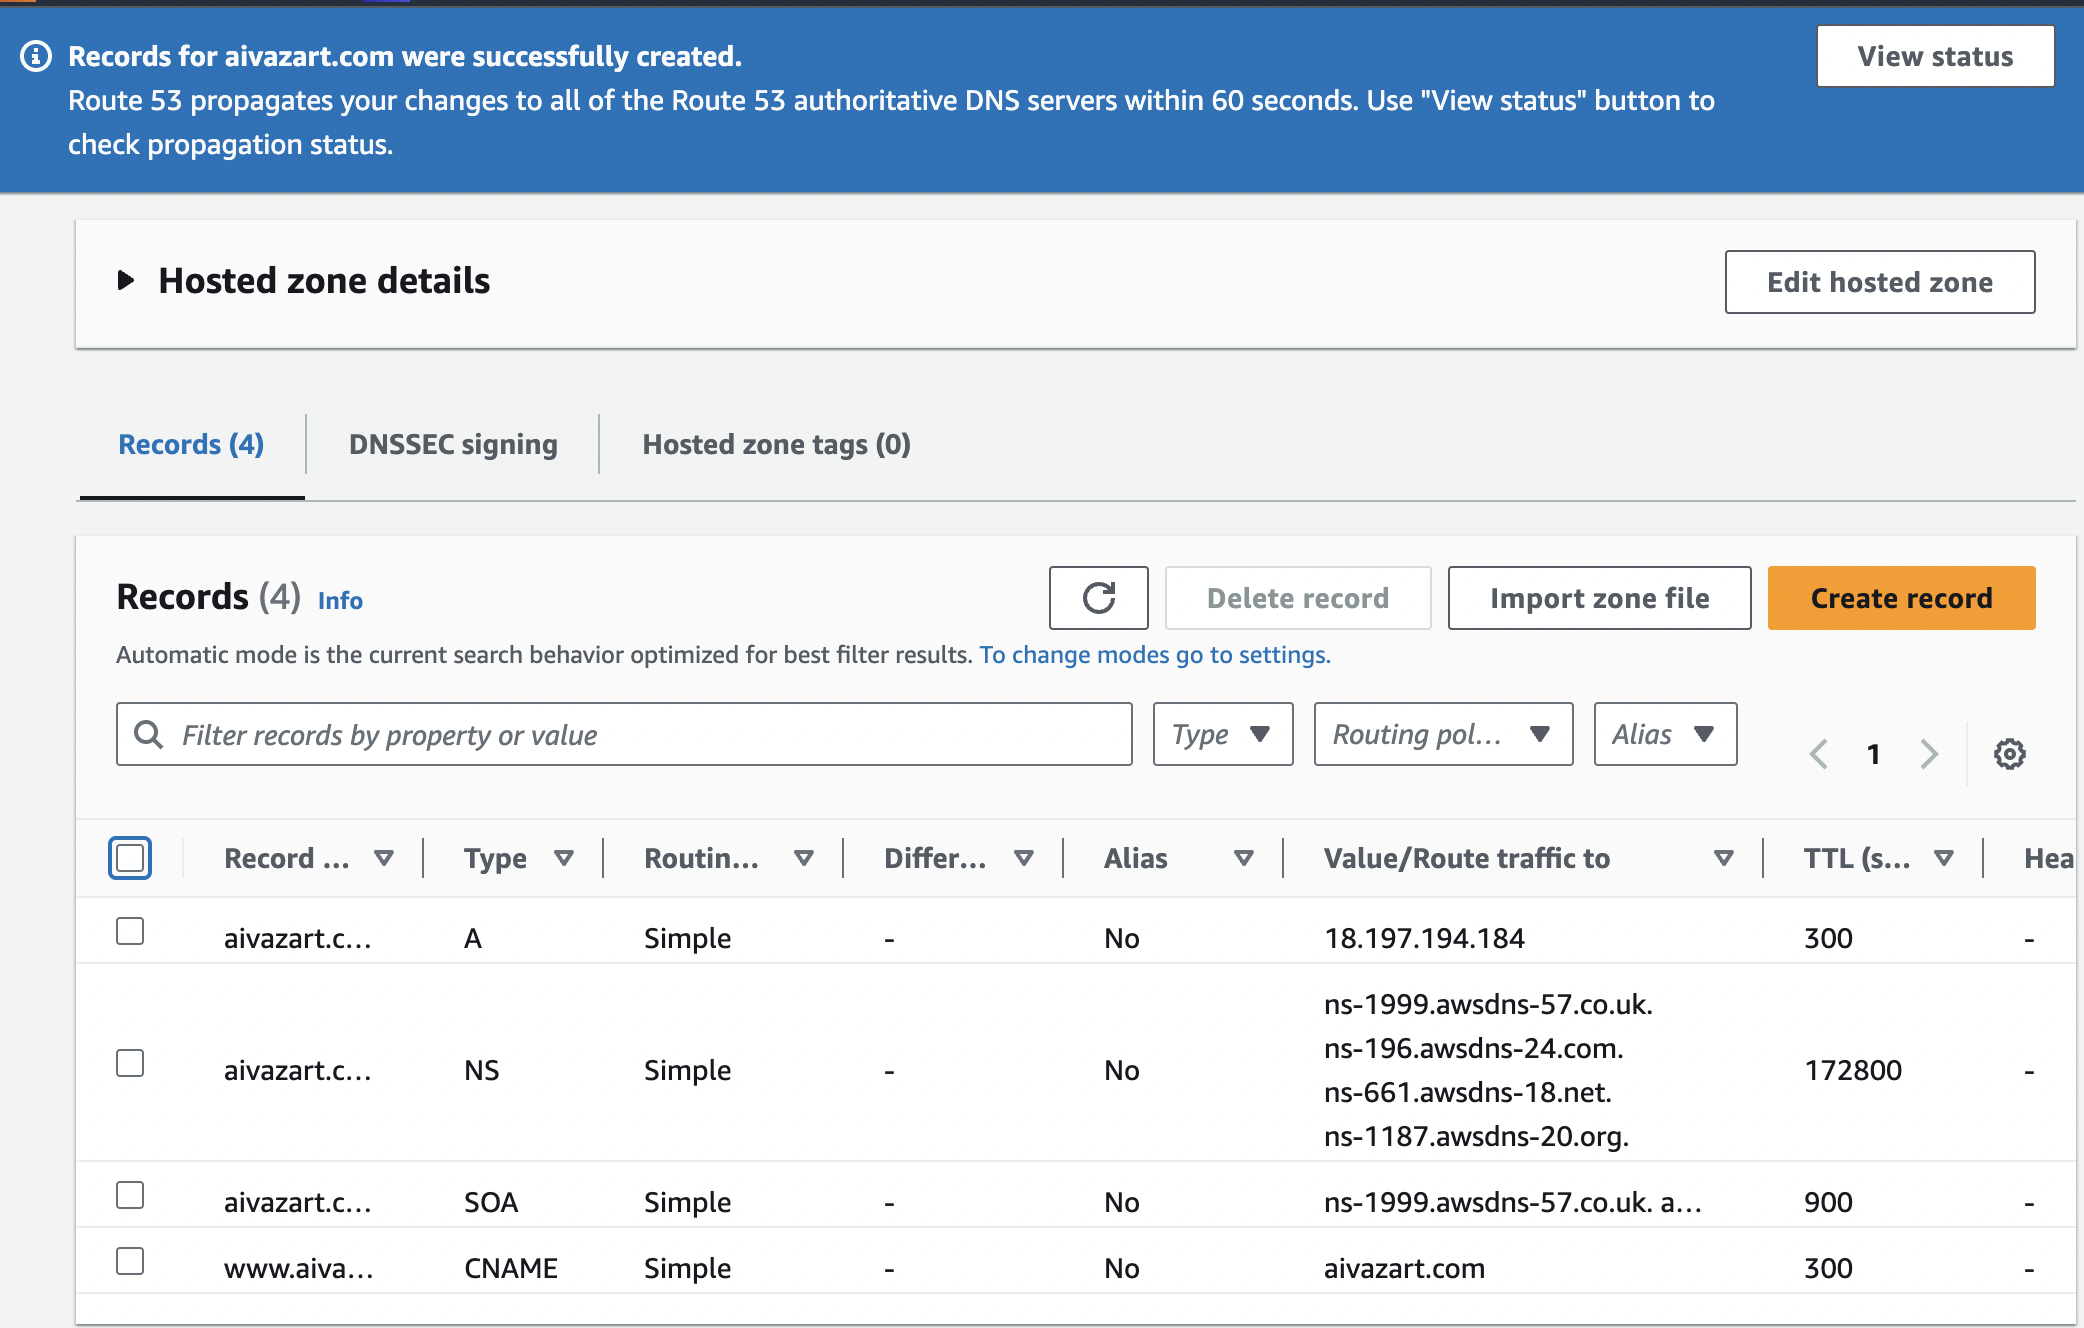 Records for aivazart.com were successfully created.
Route 53 propagates your changes to all of the Route 53 authoritative DNS servers within 60 seconds. Use "View status" button to
check propagation status.
View status
Hosted zone details
Edit hosted zone
Records (4)
DNSSEC signing
Hosted zone tags (0)
Records (4) Info
Delete record
Import zone file
Create record
Automatic mode is the current search behavior optimized for best filter results. To change modes go to settings.
Filter records by property or value
Type
Routing pol...
Alias
1
Record ... Type Routin... Differ... Alias Value/Route traffic to TTL (s... Hea
aivazart.c... A Simple - No 18.197.194.184 300 -
aivazart.c... NS Simple - No ns-1999.awsdns-57.co.uk.
ns-196.awsdns-24.com.
ns-661.awsdns-18.net.
ns-1187.awsdns-20.org. 172800 -
aivazart.c... SOA Simple - No ns-1999.awsdns-57.co.uk. a... 900 -
www.aiva... CNAME Simple - No aivazart.com 300 -